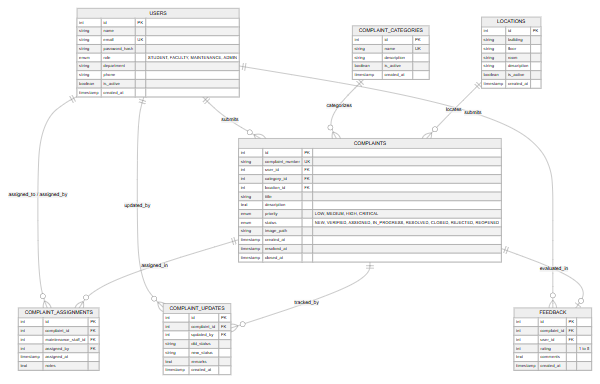 USERS
int id PK
string name
string email UK
string password_hash
enum role STUDENT, FACULTY, MAINTENANCE, ADMIN
string department
string phone
boolean is_active
timestamp created_at
COMPLAINT_CATEGORIES
int id PK
string name UK
string description
boolean is_active
timestamp created_at
LOCATIONS
int id PK
string building
string floor
string room
string description
boolean is_active
timestamp created_at
submits
categorizes
locates
submits
COMPLAINTS
int id PK
string complaint_number UK
int user_id FK
int category_id FK
int location_id FK
string title
text description
enum priority LOW, MEDIUM, HIGH, CRITICAL
enum status NEW, VERIFIED, ASSIGNED, IN_PROGRESS, RESOLVED, CLOSED, REJECTED, REOPENED
string image_path
timestamp created_at
timestamp resolved_at
timestamp closed_at
assigned_to / assigned_by
updated_by
assigned_in
tracked_by
evaluated_in
COMPLAINT_ASSIGNMENTS
int id PK
int complaint_id FK
int maintenance_staff_id FK
int assigned_by FK
timestamp assigned_at
text notes
COMPLAINT_UPDATES
int id PK
int complaint_id FK
int updated_by FK
string old_status
string new_status
text remarks
timestamp created_at
FEEDBACK
int id PK
int complaint_id FK
int user_id FK
int rating 1 to 5
text comments
timestamp created_at